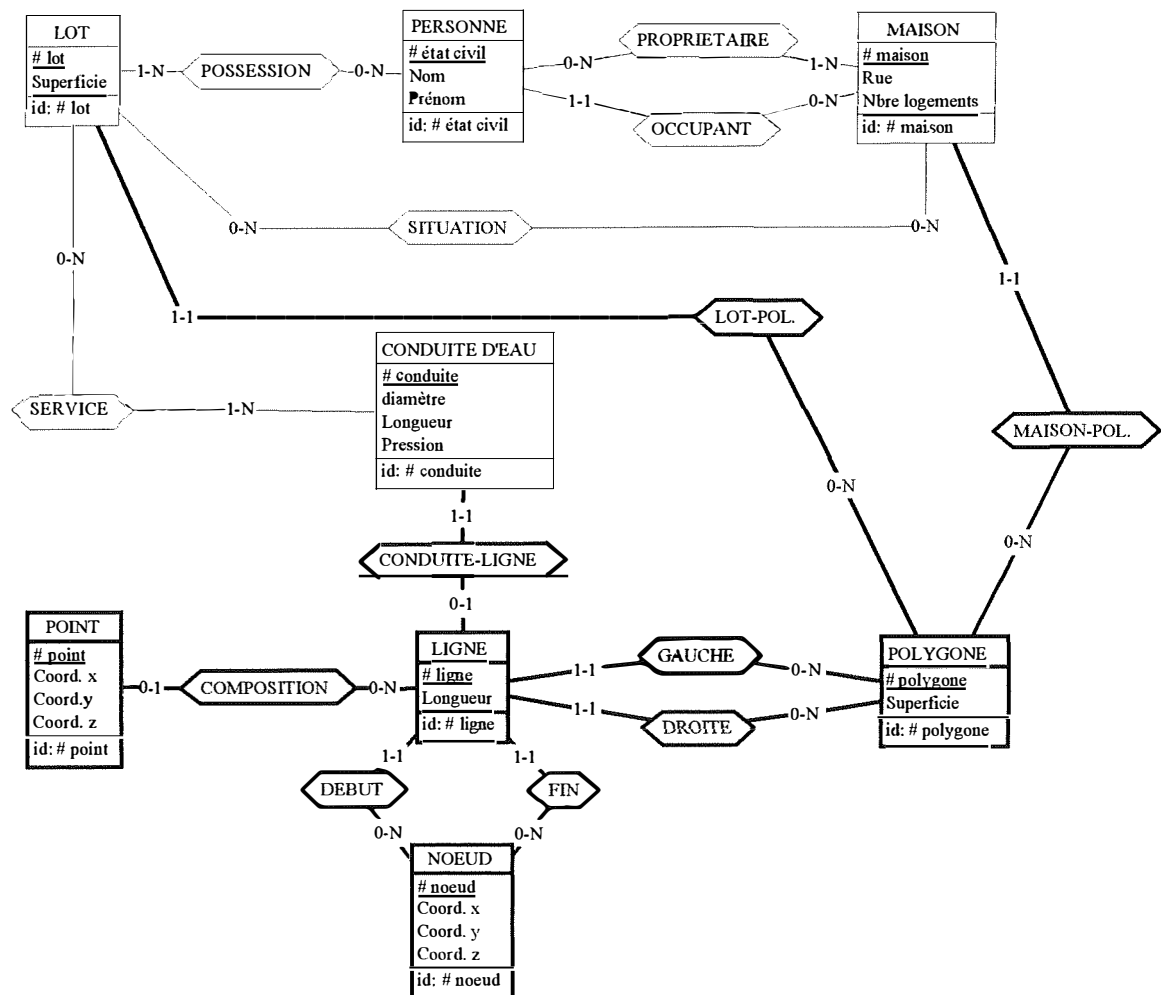 LOT
# lot
Superficie
id: # lot
1-N
POSSESSION
0-N
PERSONNE
# état civil
Nom
Prénom
id: # état civil
0-N
PROPRIETAIRE
1-N
1-1
OCCUPANT
0-N
MAISON
# maison
Rue
Nbre logements
id: # maison
0-N
SITUATION
0-N
0-N
1-1
1-1
LOT-POL.
CONDUITE D'EAU
# conduite
diamètre
Longueur
Pression
id: # conduite
SERVICE
1-N
MAISON-POL.
0-N
0-N
1-1
CONDUITE-LIGNE
0-1
POINT
# point
Coord. x
Coord.y
Coord. z
id: # point
0-1
COMPOSITION
0-N
LIGNE
# ligne
Longueur
id: # ligne
1-1
GAUCHE
0-N
1-1
DROITE
0-N
POLYGONE
# polygone
Superficie
id: # polygone
1-1
1-1
DEBUT
FIN
0-N
0-N
NOEUD
# noeud
Coord. x
Coord. y
Coord. z
id: # noeud